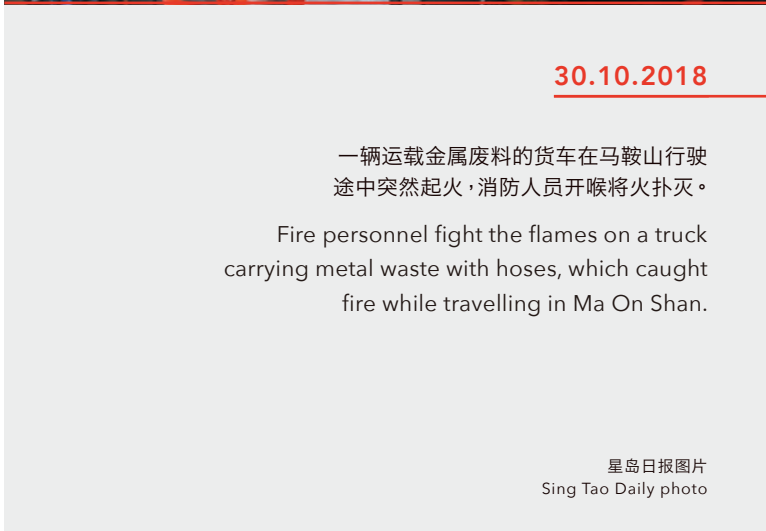 30.10.2018
一辆运载金属废料的货车在马鞍山行驶
途中突然起火，消防人员开喉将火扑灭。
Fire personnel fight the flames on a truck
carrying metal waste with hoses, which caught
fire while travelling in Ma On Shan.
星岛日报图片
Sing Tao Daily photo